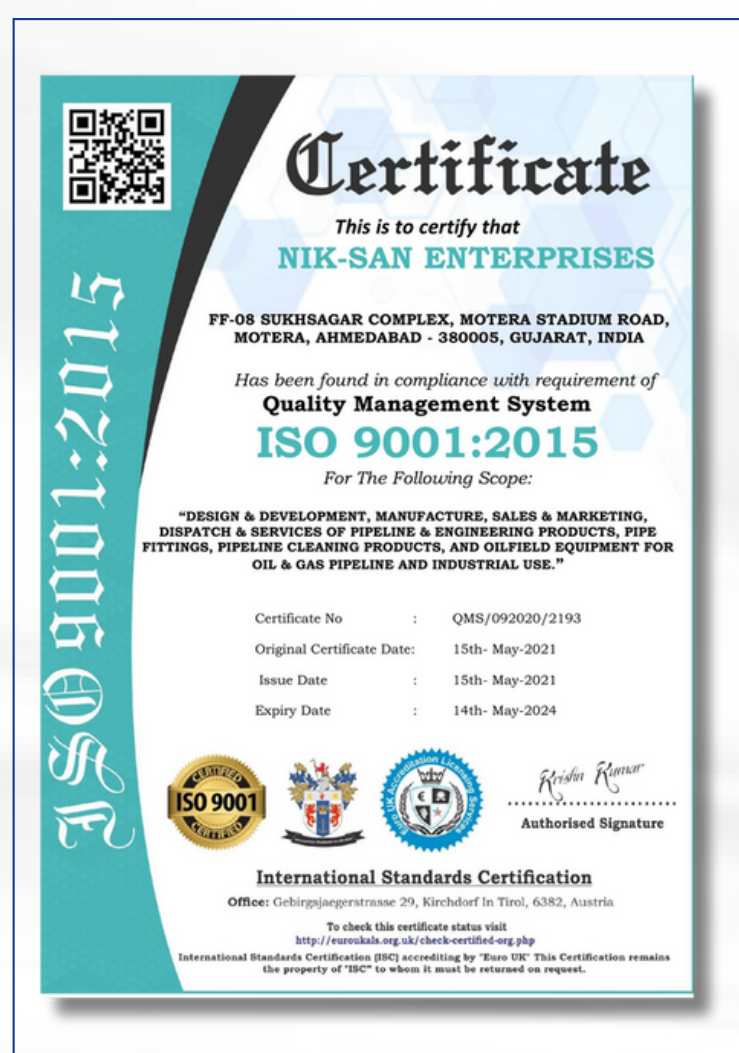 Certificate
This is to certify that
NIK-SAN ENTERPRISES
FF-08 SUKHSAGAR COMPLEX, MOTERA STADIUM ROAD,
MOTERA, AHMEDABAD - 380005, GUJARAT, INDIA
Has been found in compliance with requirement of
Quality Management System
ISO 9001:2015
For The Following Scope:
“DESIGN & DEVELOPMENT, MANUFACTURE, SALES & MARKETING,
DISPATCH & SERVICES OF PIPELINE & ENGINEERING PRODUCTS, PIPE
FITTINGS, PIPELINE CLEANING PRODUCTS, AND OILFIELD EQUIPMENT FOR
OIL & GAS PIPELINE AND INDUSTRIAL USE.”
Certificate No : QMS/092020/2193
Original Certificate Date: 15th- May-2021
Issue Date : 15th- May-2021
Expiry Date : 14th- May-2024
ISO 9001:2015
CERTIFIED
ISO 9001
CERTIFIED
Euro UK Accreditation Licensing Services
Krishn Kumar
Authorised Signature
International Standards Certification
Office: Gebirgsjaegerstrasse 29, Kirchdorf In Tirol, 6382, Austria
To check this certificate status visit
http://euroukals.org.uk/check-certified-org.php
International Standards Certification (ISC) accrediting by "Euro UK" This Certification remains
the property of "ISC" to whom it must be returned on request.